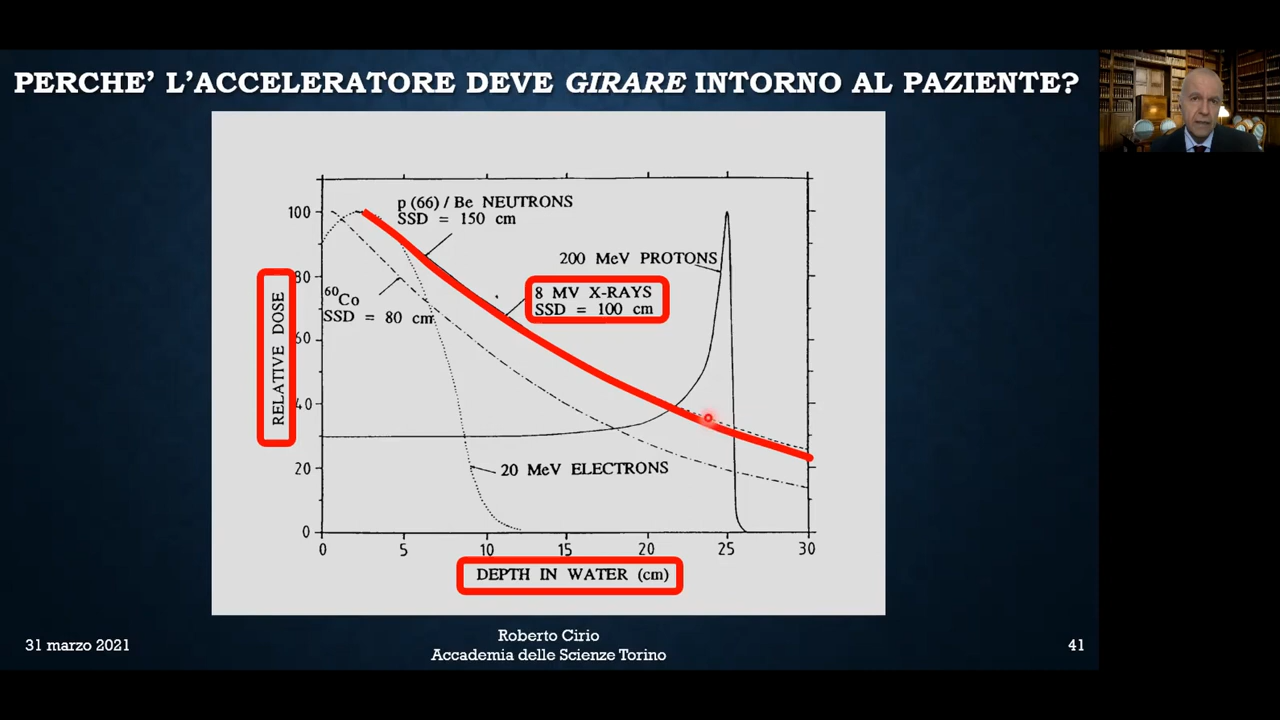 PERCHE' L'ACCELERATORE DEVE GIRARE INTORNO AL PAZIENTE?
p (66) / Be NEUTRONS
SSD = 150 cm
200 MeV PROTONS
8 MV X-RAYS
SSD = 100 cm
60Co
SSD = 80 cm
20 MeV ELECTRONS
RELATIVE DOSE
100
80
60
40
20
0
0 5 10 15 20 25 30
DEPTH IN WATER (cm)
31 marzo 2021
Roberto Cirio
Accademia delle Scienze Torino
41